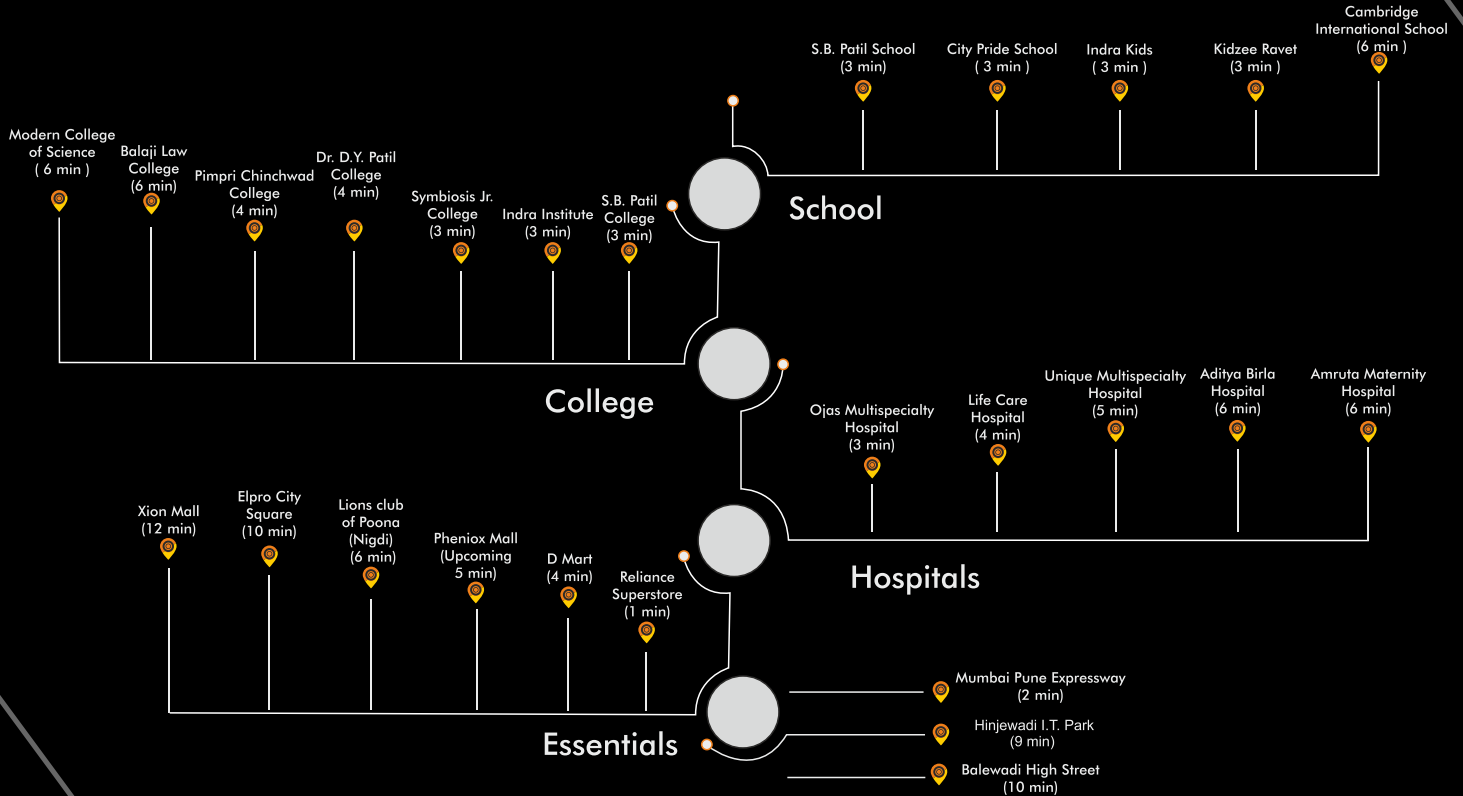 Cambridge
International School
(6 min )
S.B. Patil School
(3 min)
City Pride School
( 3 min )
Indra Kids
( 3 min )
Kidzee Ravet
(3 min )
School
Modern College
of Science
( 6 min )
Balaji Law
College
(6 min)
Pimpri Chinchwad
College
(4 min)
Dr. D.Y. Patil
College
(4 min)
Symbiosis Jr.
College
(3 min)
Indra Institute
(3 min)
S.B. Patil
College
(3 min)
College
Ojas Multispecialty
Hospital
(3 min)
Life Care
Hospital
(4 min)
Unique Multispecialty
Hospital
(5 min)
Aditya Birla
Hospital
(6 min)
Amruta Maternity
Hospital
(6 min)
Hospitals
Xion Mall
(12 min)
Elpro City
Square
(10 min)
Lions club
of Poona
(Nigdi)
(6 min)
Pheniox Mall
(Upcoming
5 min)
D Mart
(4 min)
Reliance
Superstore
(1 min)
Essentials
Mumbai Pune Expressway
(2 min)
Hinjewadi I.T. Park
(9 min)
Balewadi High Street
(10 min)